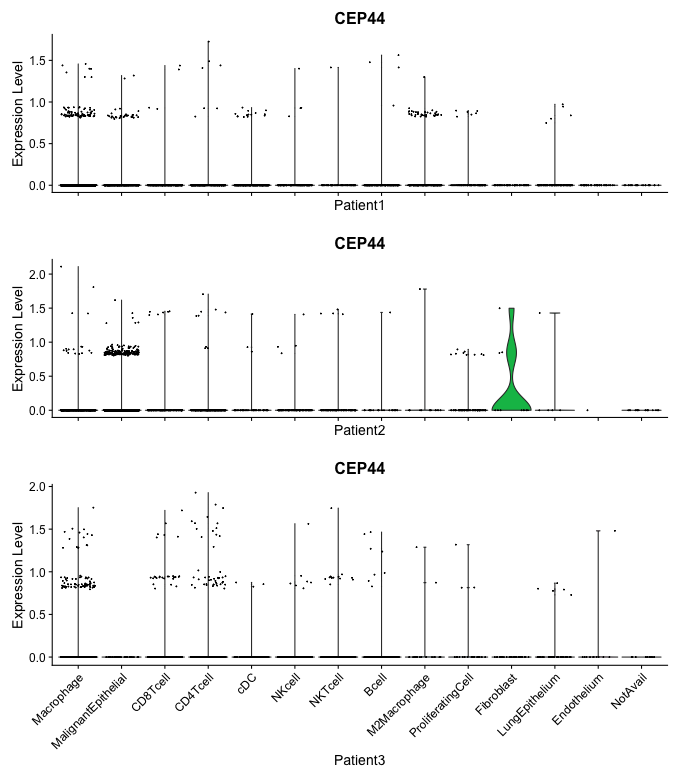 CEP44
Expression Level
1.5
1.0
0.5
0.0
Patient1
CEP44
Expression Level
2.0
1.5
1.0
0.5
0.0
Patient2
CEP44
Expression Level
2.0
1.5
1.0
0.5
0.0
Macrophage
MalignantEpithelial
CD8Tcell
CD4Tcell
cDC
NKcell
NKTcell
Bcell
M2Macrophage
ProliferatingCell
Fibroblast
LungEpithelium
Endothelium
NotAvail
Patient3